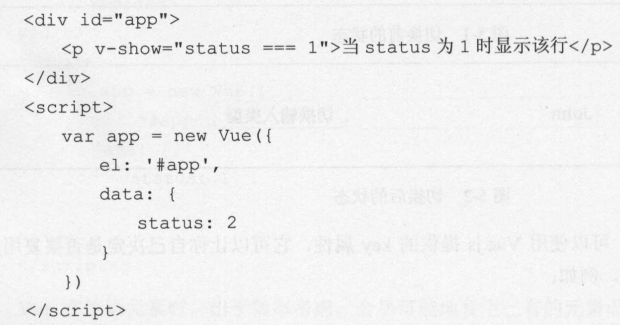 <div id="app">
    <p v-show="status === 1">当 status 为 1 时显示该行</p>
</div>
<script>
    var app = new Vue({
        el: '#app',
        data: {
            status: 2
        }
    })
</script>